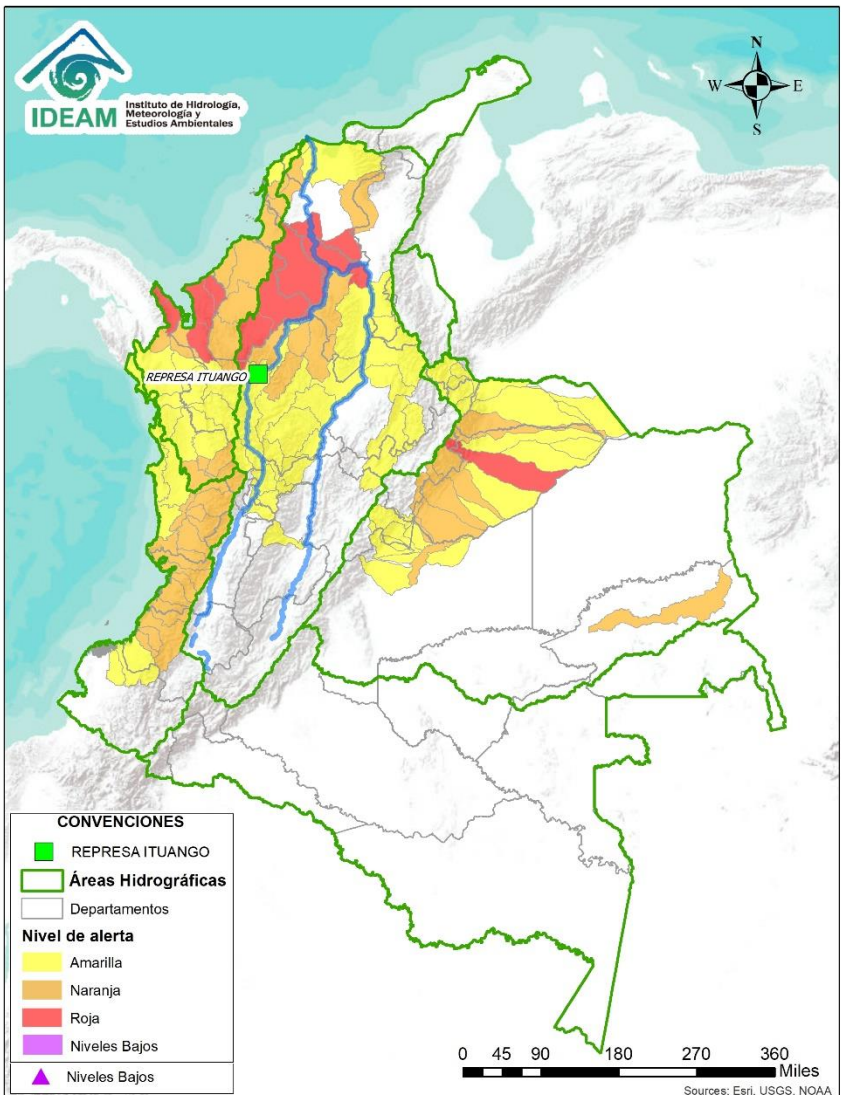 IDEAM
Instituto de Hidrología,
Meteorología y
Estudios Ambientales
N
W
E
S
REPRESA ITUANGO
CONVENCIONES
REPRESA ITUANGO
Áreas Hidrográficas
Departamentos
Nivel de alerta
Amarilla
Naranja
Roja
Niveles Bajos
Niveles Bajos
0 45 90 180 270 360
Miles
Sources: Esri, USGS, NOAA